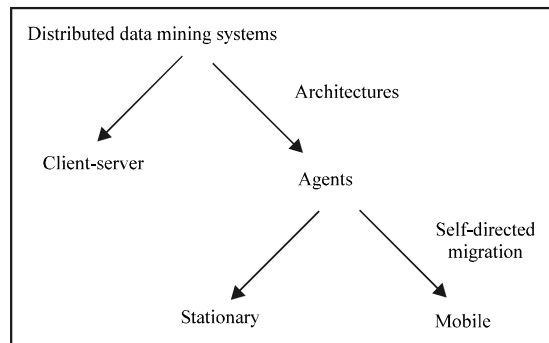 Distributed data mining systems
Architectures
Client-server
Agents
Self-directed
migration
Stationary
Mobile